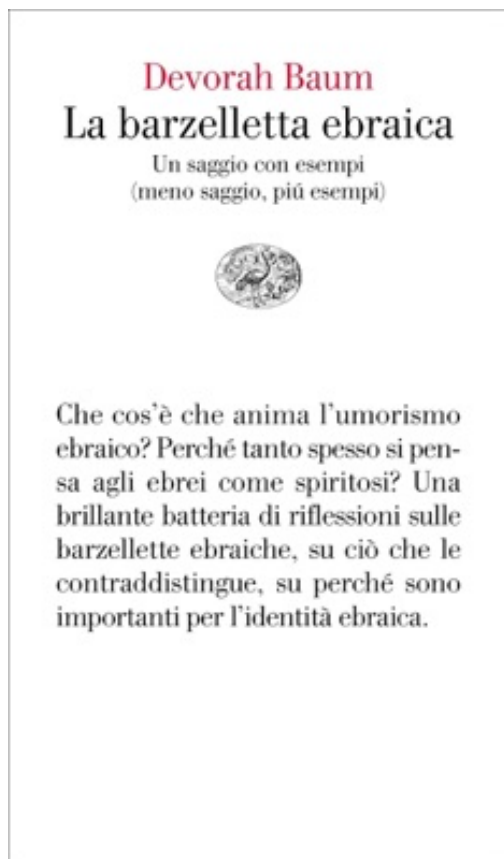 Devorah Baum
La barzelletta ebraica
Un saggio con esempi
(meno saggio, piú esempi)
Che cos'è che anima l'umorismo
ebraico? Perché tanto spesso si pen-
sa agli ebrei come spiritosi? Una
brillante batteria di riflessioni sulle
barzellette ebraiche, su ciò che le
contraddistingue, su perché sono
importanti per l'identità ebraica.